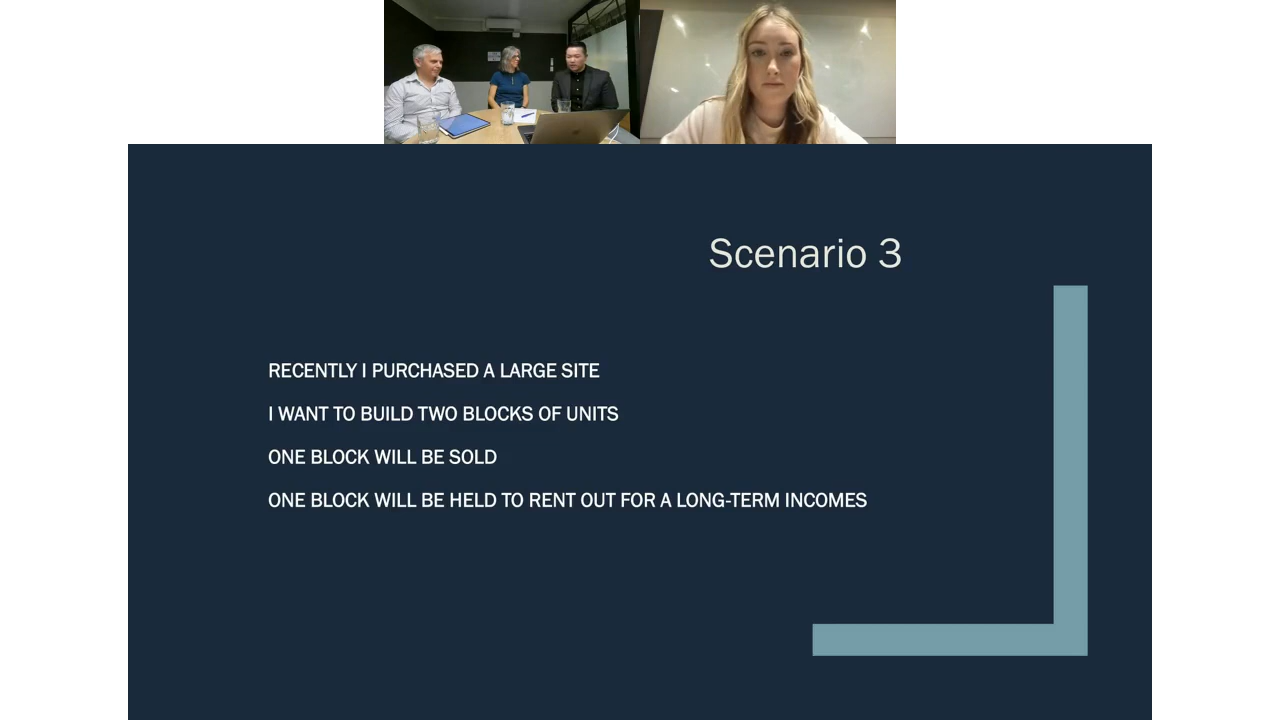 Scenario 3
RECENTLY I PURCHASED A LARGE SITE
I WANT TO BUILD TWO BLOCKS OF UNITS
ONE BLOCK WILL BE SOLD
ONE BLOCK WILL BE HELD TO RENT OUT FOR A LONG-TERM INCOMES